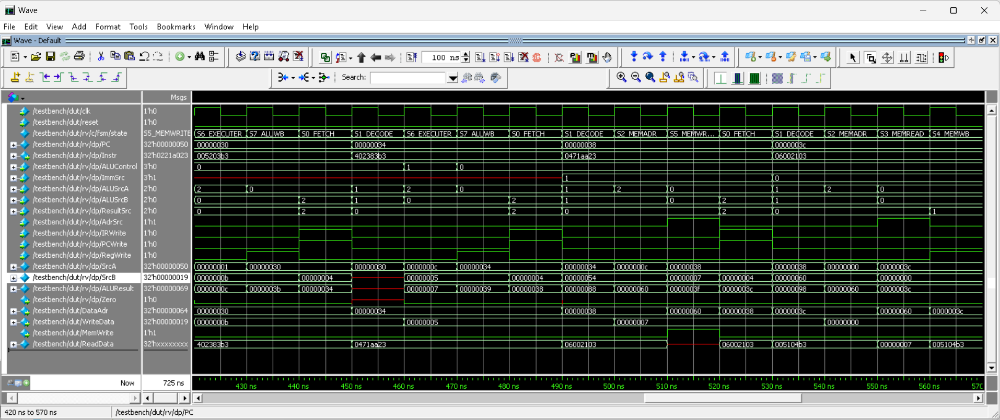 Wave
File Edit View Add Format Tools Bookmarks Window Help
Wave - Default
100 ns
Search:
Msgs
/testbench/dut/clk 1'h0
/testbench/dut/reset 1'h0
/testbench/dut/rv/c/fsm/state S5_MEMWRITE S6_EXECUTER S7_ALUWB S0_FETCH S1_DECODE S6_EXECUTER S7_ALUWB S0_FETCH S1_DECODE S2_MEMADR S5_MEMWR... S0_FETCH S1_DECODE S2_MEMADR S3_MEMREAD S4_MEMWB
/testbench/dut/rv/dp/PC 32'h00000050 00000030 00000034 00000038 0000003c
/testbench/dut/rv/dp/Instr 32'h0221a023 005203b3 402383b3 0471aa23 06002103
/testbench/dut/rv/dp/ALUControl 3'h0 0 1 0
/testbench/dut/rv/dp/ImmSrc 3'h1 1 0
/testbench/dut/rv/dp/ALUSrcA 2'h0 2 0 1 2 0 1 2 0 1 2 0
/testbench/dut/rv/dp/ALUSrcB 2'h0 0 2 1 0 2 1 0 2 1 0
/testbench/dut/rv/dp/ResultSrc 2'h0 0 2 0 2 0 2 0 1
/testbench/dut/rv/dp/AdrSrc 1'h1
/testbench/dut/rv/dp/IRWrite 1'h0
/testbench/dut/rv/dp/PCWrite 1'h0
/testbench/dut/rv/dp/RegWrite 1'h0
/testbench/dut/rv/dp/SrcA 32'h00000050 00000001 00000030 00000030 0000000c 00000034 00000034 0000000c 00000038 00000038 00000000 0000003c
/testbench/dut/rv/dp/SrcB 32'h00000019 0000000b 00000004 00000005 00000004 00000054 00000007 00000004 00000060 00000000
/testbench/dut/rv/dp/ALUResult 32'h00000069 0000000c 0000003b 00000034 00000007 00000039 00000038 00000088 00000060 0000003f 0000003c 00000098 00000060 0000003c
/testbench/dut/rv/dp/Zero 1'h0
/testbench/dut/DataAdr 32'h00000064 00000030 00000034 00000038 00000060 00000038 0000003c 00000060 0000003c
/testbench/dut/WriteData 32'h00000019 0000000b 00000005 00000007 00000000
/testbench/dut/MemWrite 1'h1
/testbench/dut/ReadData 32'hxxxxxxxx 402383b3 0471aa23 06002103 06002103 005104b3 00000007 005104b3
Now 725 ns
430 ns 440 ns 450 ns 460 ns 470 ns 480 ns 490 ns 500 ns 510 ns 520 ns 530 ns 540 ns 550 ns 560 ns 570
420 ns to 570 ns /testbench/dut/rv/dp/PC